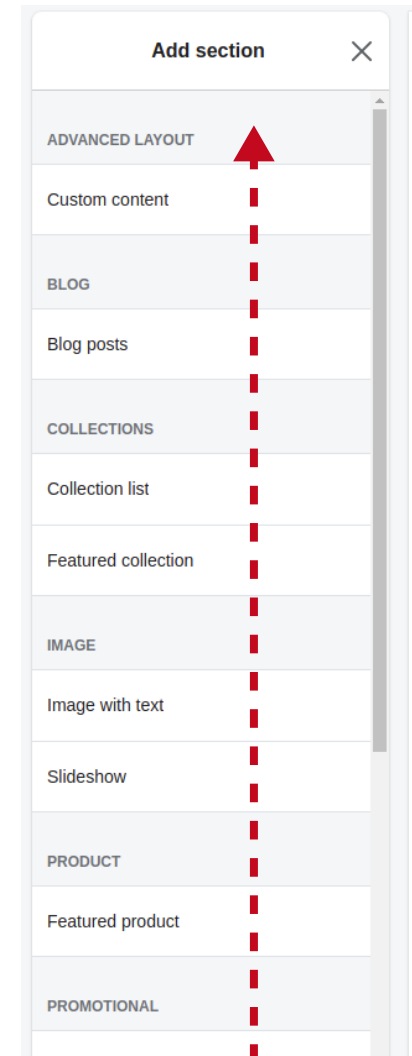 Add section
ADVANCED LAYOUT
Custom content
BLOG
Blog posts
COLLECTIONS
Collection list
Featured collection
IMAGE
Image with text
Slideshow
PRODUCT
Featured product
PROMOTIONAL